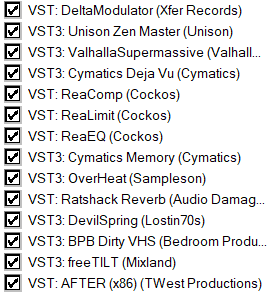 VST: DeltaModulator (Xfer Records)
VST3: Unison Zen Master (Unison)
VST3: ValhallaSupermassive (Valhall...
VST3: Cymatics Deja Vu (Cymatics)
VST: ReaComp (Cockos)
VST: ReaLimit (Cockos)
VST: ReaEQ (Cockos)
VST3: Cymatics Memory (Cymatics)
VST3: OverHeat (Sampleson)
VST: Ratshack Reverb (Audio Damag...
VST3: DevilSpring (Lostin70s)
VST3: BPB Dirty VHS (Bedroom Produ...
VST3: freeTILT (Mixland)
VST: AFTER (x86) (TWest Productions)